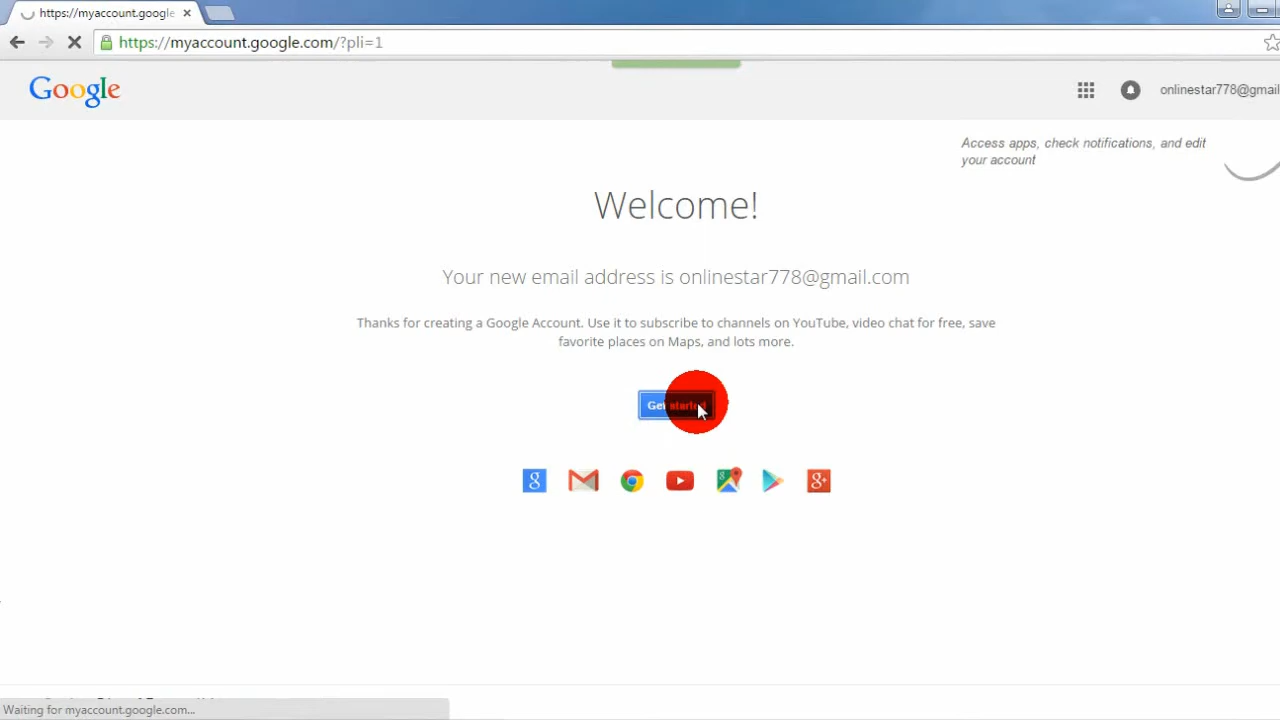 https://myaccount.google
https://myaccount.google.com/?pli=1
Google
onlinestar778@gmail
Access apps, check notifications, and edit
your account
Welcome!
Your new email address is onlinestar778@gmail.com
Thanks for creating a Google Account. Use it to subscribe to channels on YouTube, video chat for free, save
favorite places on Maps, and lots more.
Get started
Waiting for myaccount.google.com...